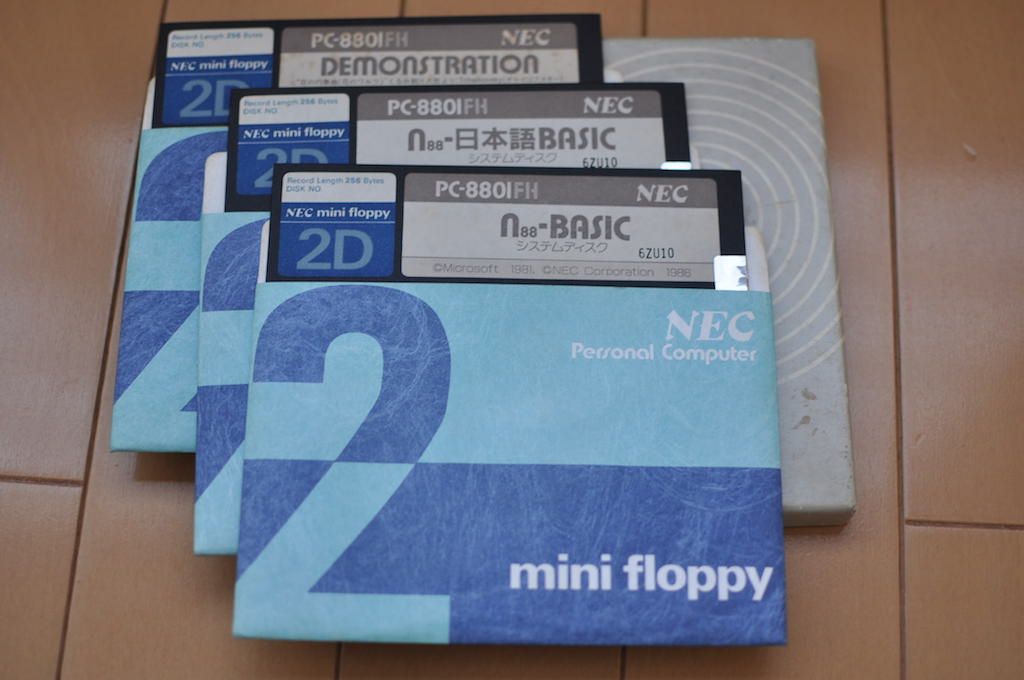 Record Length 256 Bytes
DISK NO.
NEC mini floppy
2D
PC-8801FH NEC
DEMONSTRATION
Record Length 256 Bytes
DISK NO.
NEC mini floppy
2D
PC-8801FH NEC
N88-日本語BASIC
システムディスク
6ZU10
Record Length 256 Bytes
DISK NO.
NEC mini floppy
2D
PC-8801FH NEC
N88-BASIC
システムディスク
6ZU10
©Microsoft 1981, ©NEC Corporation 1986
NEC
Personal Computer
2
mini floppy